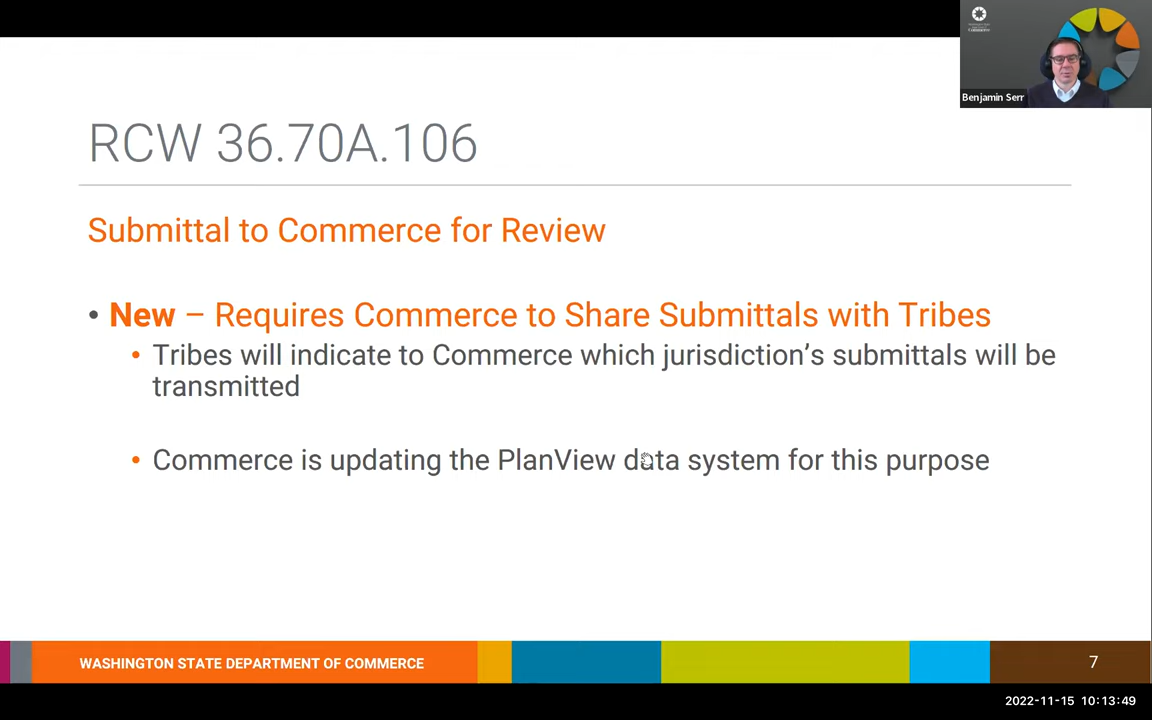 Commerce
Benjamin Serr
RCW 36.70A.106
Submittal to Commerce for Review
• New – Requires Commerce to Share Submittals with Tribes
• Tribes will indicate to Commerce which jurisdiction's submittals will be
transmitted
• Commerce is updating the PlanView data system for this purpose
WASHINGTON STATE DEPARTMENT OF COMMERCE
7
2022-11-15 10:13:49